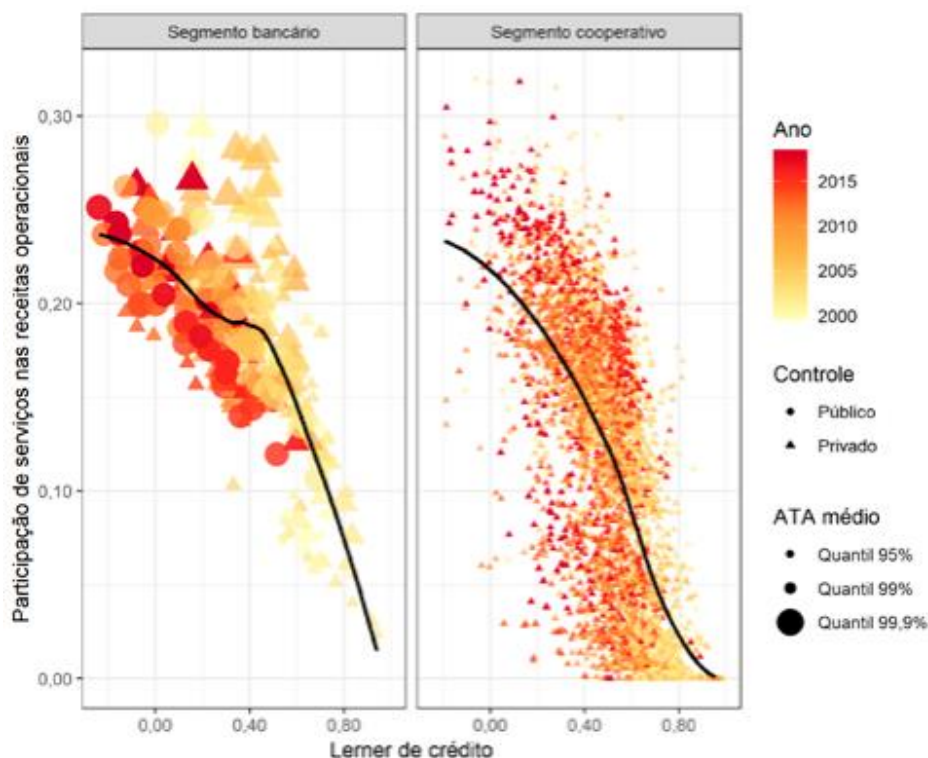 Segmento bancário
Segmento cooperativo
Participação de serviços nas receitas operacionais
0,30
0,20
0,10
0,00
0,00 0,40 0,80
0,00 0,40 0,80
Lerner de crédito
Ano
2015
2010
2005
2000
Controle
Público
Privado
ATA médio
Quantil 95%
Quantil 99%
Quantil 99,9%